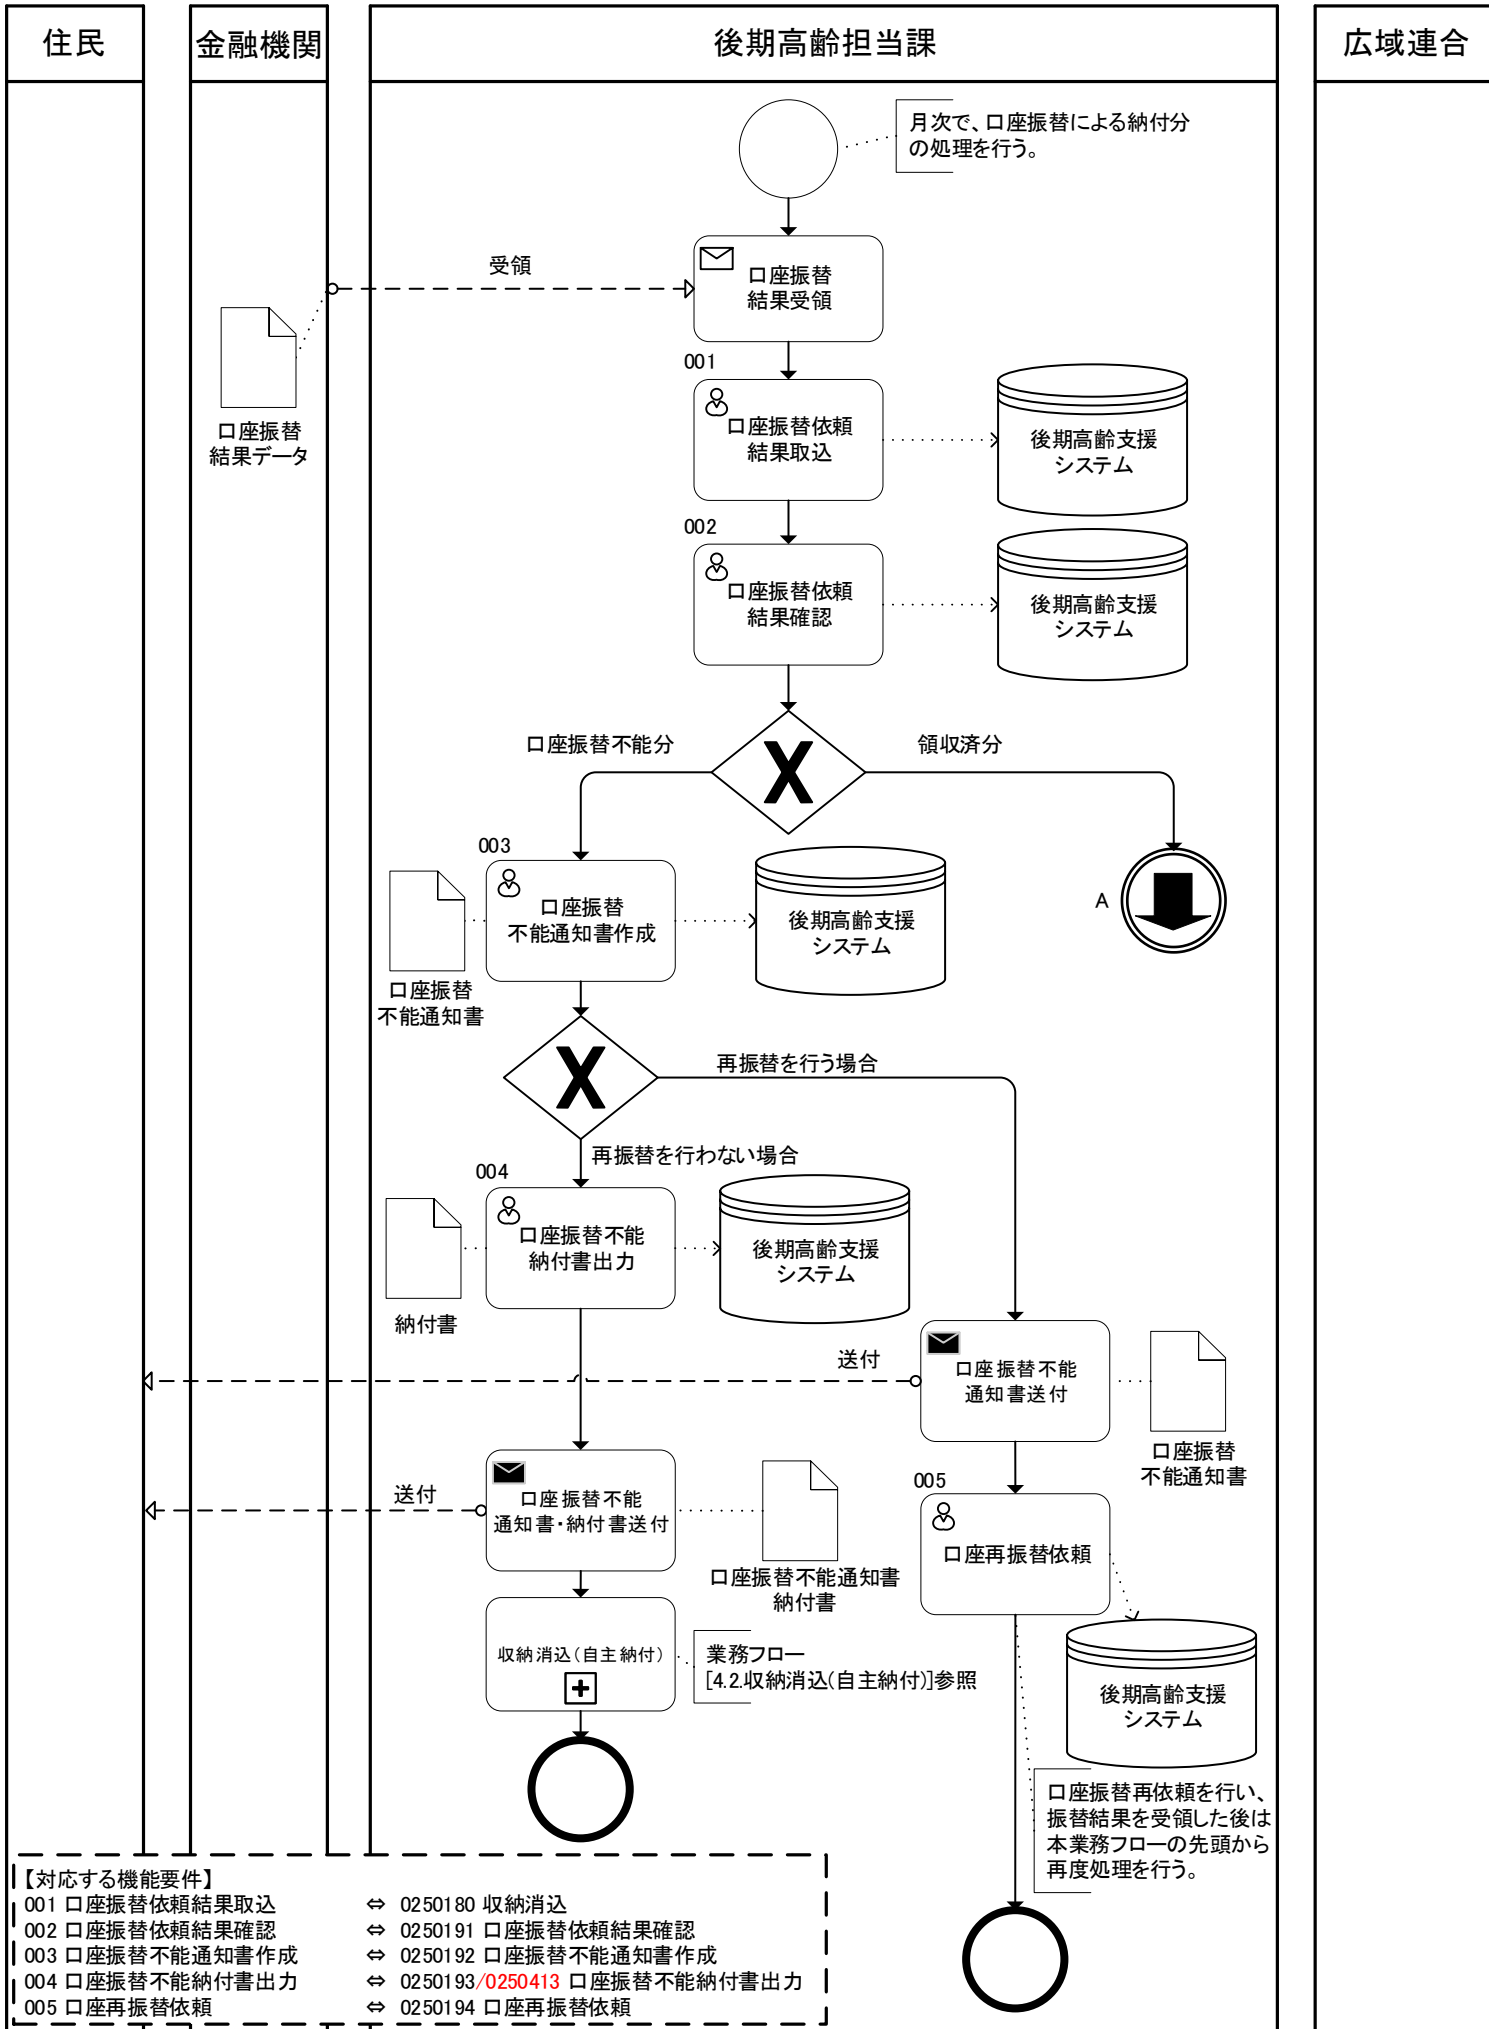 住民
金融機関
後期高齢担当課
広域連合
月次で、口座振替による納付分
の処理を行う。
受領
口座振替
結果受領
口座振替
結果データ
001
口座振替依頼
結果取込
後期高齢支援
システム
002
口座振替依頼
結果確認
後期高齢支援
システム
口座振替不能分
X
領収済分
003
口座振替
不能通知書作成
後期高齢支援
システム
A
口座振替
不能通知書
X
再振替を行う場合
再振替を行わない場合
004
口座振替不能
納付書出力
後期高齢支援
システム
納付書
送付
口座振替不能
通知書送付
口座振替
不能通知書
送付
口座振替不能
通知書・納付書送付
口座振替不能通知書
納付書
005
口座再振替依頼
収納消込(自主納付)
業務フロー
[4.2.収納消込(自主納付)]参照
後期高齢支援
システム
口座振替再依頼を行い、
振替結果を受領した後は
本業務フローの先頭から
再度処理を行う。
【対応する機能要件】
001 口座振替依頼結果取込 ⇔ 0250180 収納消込
002 口座振替依頼結果確認 ⇔ 0250191 口座振替依頼結果確認
003 口座振替不能通知書作成 ⇔ 0250192 口座振替不能通知書作成
004 口座振替不能納付書出力 ⇔ 0250193/0250413 口座振替不能納付書出力
005 口座再振替依頼 ⇔ 0250194 口座再振替依頼